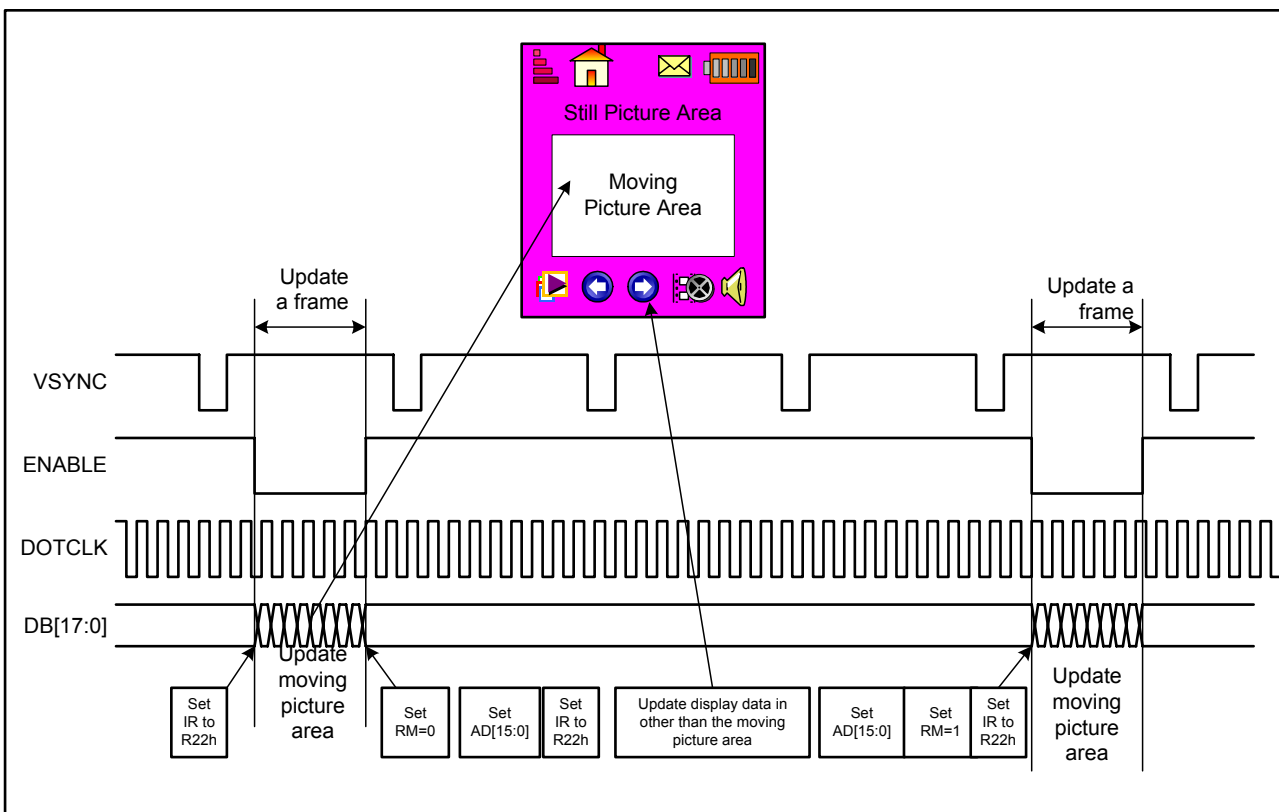 Still Picture Area
Moving
Picture Area
Update
a frame
Update a
frame
VSYNC
ENABLE
DOTCLK
DB[17:0]
Update
moving
picture
area
Update
moving
picture
area
Set
IR to
R22h
Set
RM=0
Set
AD[15:0]
Set
IR to
R22h
Update display data in
other than the moving
picture area
Set
AD[15:0]
Set
RM=1
Set
IR to
R22h